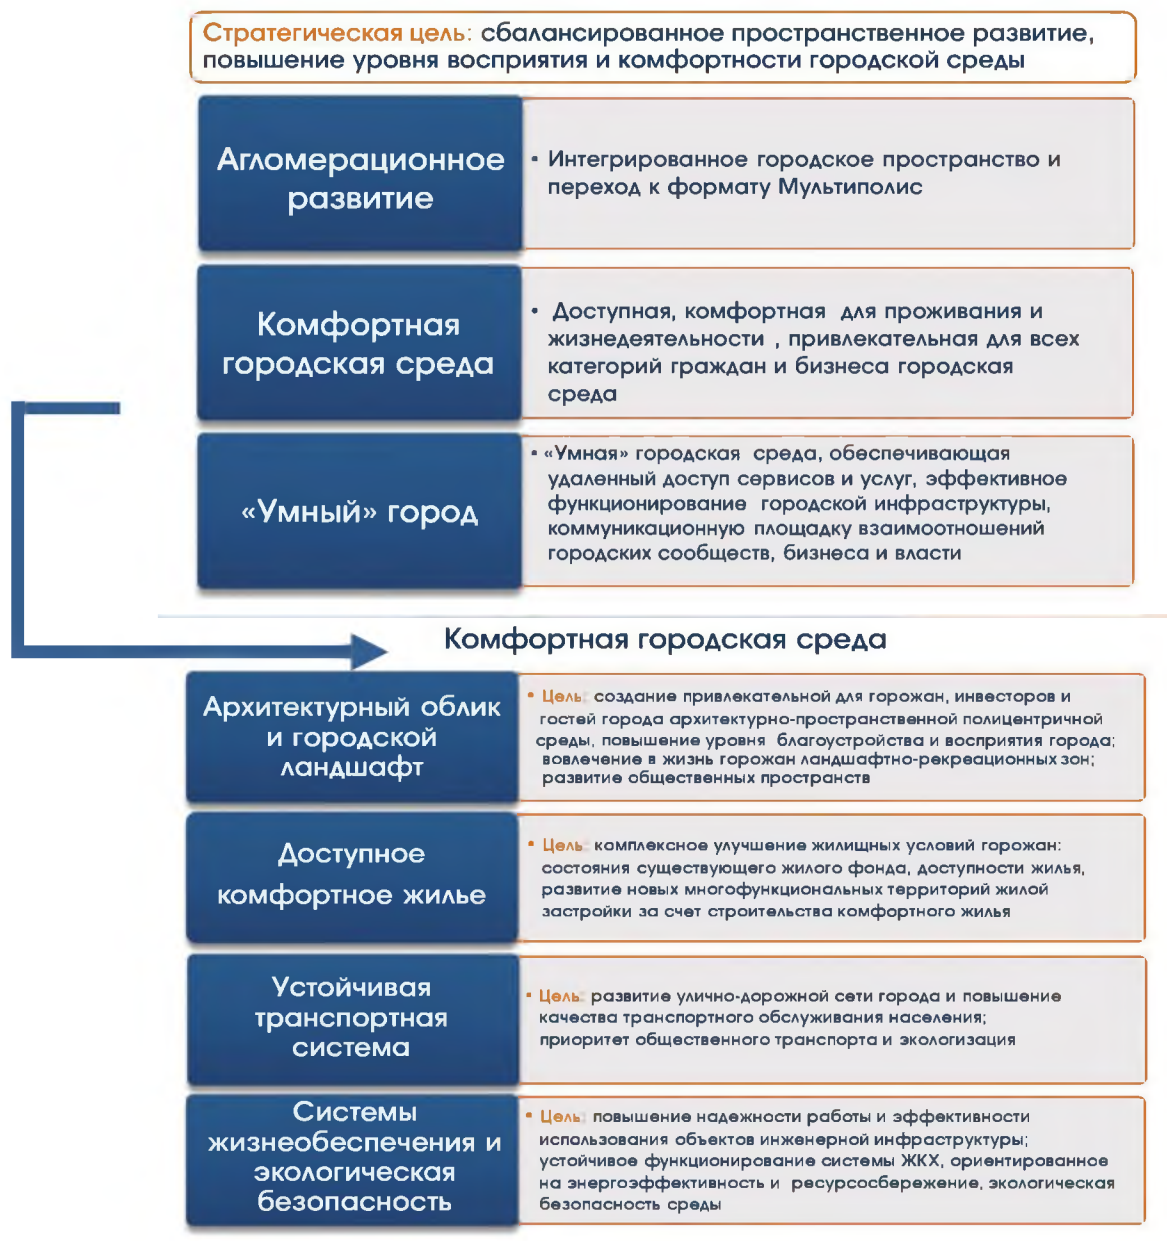 Стратегическая цель: сбалансированное пространственное развитие,
повышение уровня восприятия и комфортности городской среды
Агломерационное
развитие
• Интегрированное городское пространство и
переход к формату Мультиполис
Комфортная
городская среда
• Доступная, комфортная для проживания и
жизнедеятельности , привлекательная для всех
категорий граждан и бизнеса городская
среда
«Умный» город
• «Умная» городская среда, обеспечивающая
удаленный доступ сервисов и услуг, эффективное
функционирование городской инфраструктуры,
коммуникационную площадку взаимоотношений
городских сообществ, бизнеса и власти
Комфортная городская среда
Архитектурный облик
и городской
ландшафт
• Цель: создание привлекательной для горожан, инвесторов и
гостей города архитектурно-пространственной полицентричной
среды, повышение уровня благоустройства и восприятия города;
вовлечение в жизнь горожан ландшафтно-рекреационных зон;
развитие общественных пространств
Доступное
комфортное жилье
• Цель: комплексное улучшение жилищных условий горожан:
состояния существующего жилого фонда, доступности жилья,
развитие новых многофункциональных территорий жилой
застройки за счет строительства комфортного жилья
Устойчивая
транспортная
система
• Цель: развитие улично-дорожной сети города и повышение
качества транспортного обслуживания населения;
приоритет общественного транспорта и экологизация
Системы
жизнеобеспечения и
экологическая
безопасность
• Цель: повышение надежности работы и эффективности
использования объектов инженерной инфраструктуры;
устойчивое функционирование системы ЖКХ, ориентированное
на энергоэффективность и ресурсосбережение, экологическая
безопасность среды